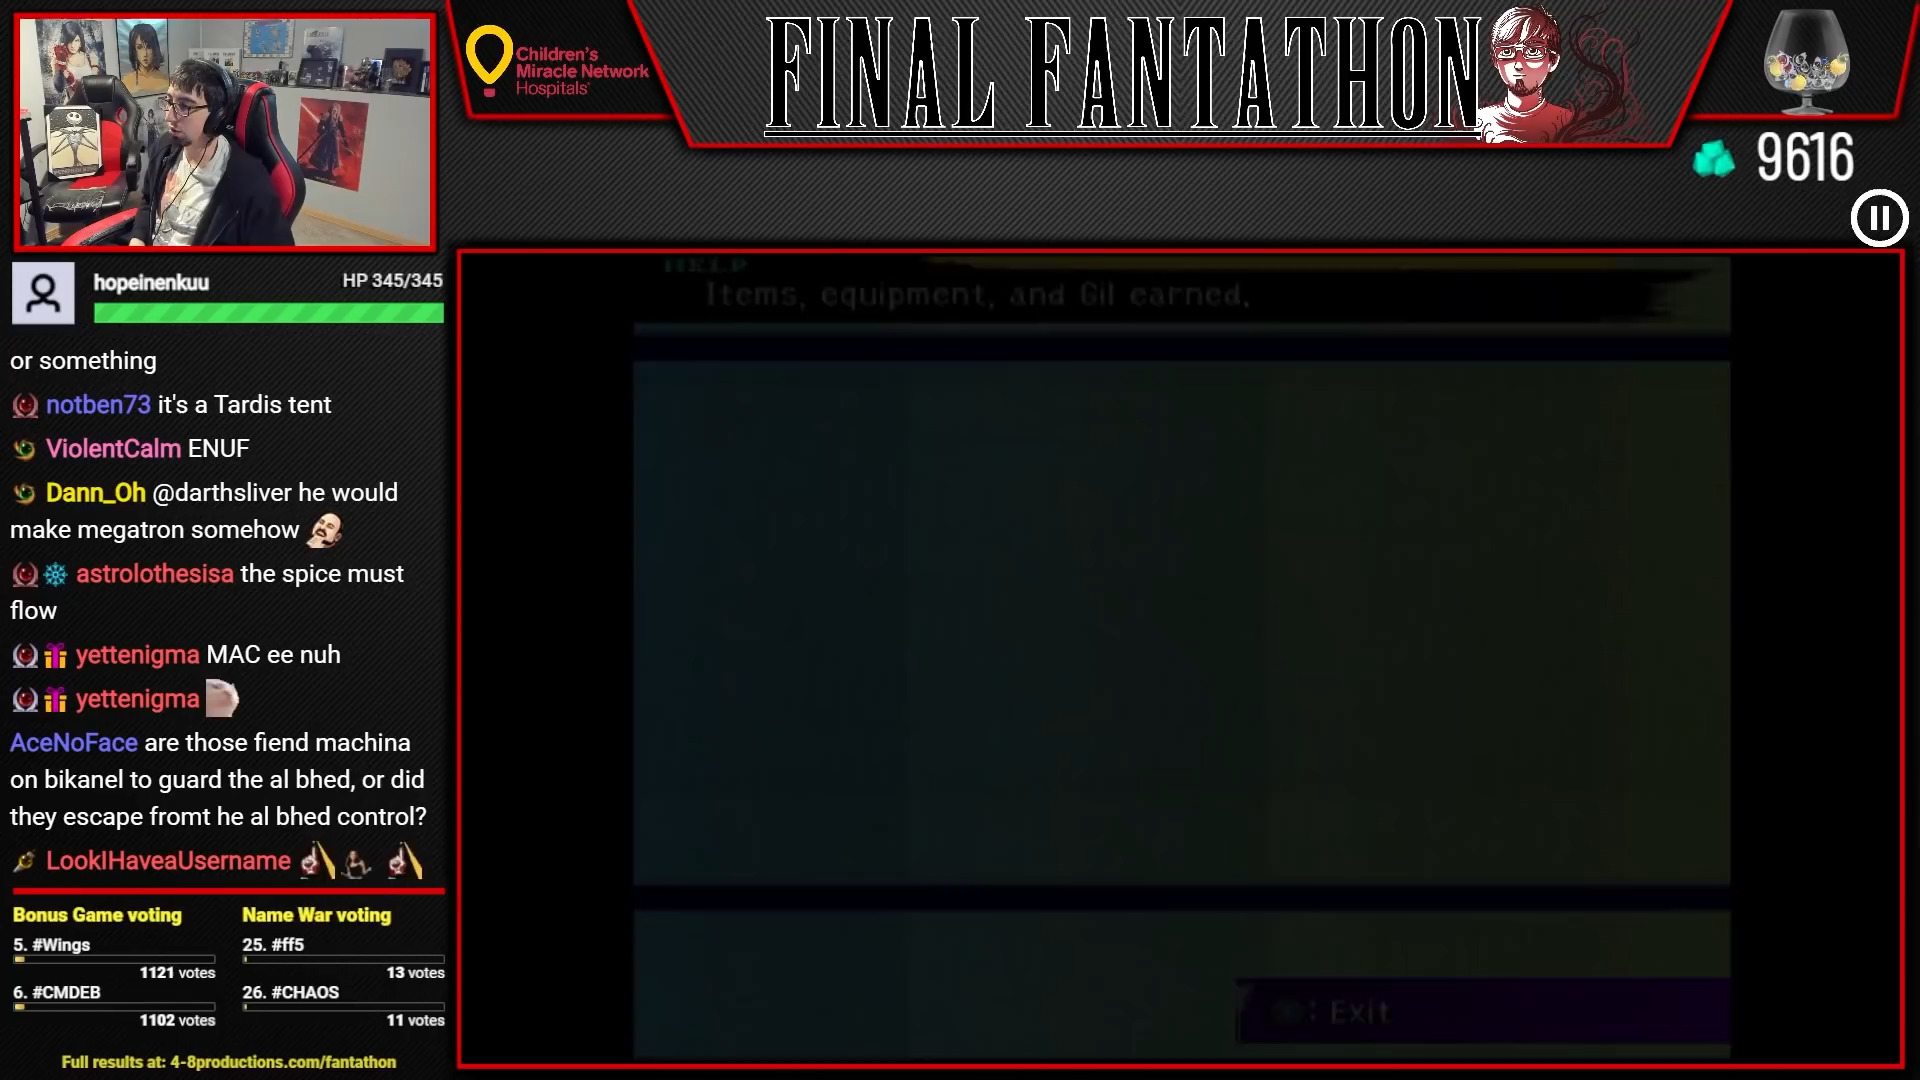 Children's
Miracle Network
Hospitals
FINAL FANTATHON
9616
hopeinenkuu HP 345/345
or something
notben73 it's a Tardis tent
ViolentCalm ENUF
Dann_Oh @darthsliver he would
make megatron somehow
astrolothesisa the spice must
flow
yettenigma MAC ee nuh
yettenigma
AceNoFace are those fiend machina
on bikanel to guard the al bhed, or did
they escape fromt he al bhed control?
LookIHaveaUsername
Bonus Game voting
5. #Wings
1121 votes
6. #CMDEB
1102 votes
Name War voting
25. #ff5
13 votes
26. #CHAOS
11 votes
Full results at: 4-8productions.com/fantathon
HELP
Items, equipment, and Gil earned.
: Exit